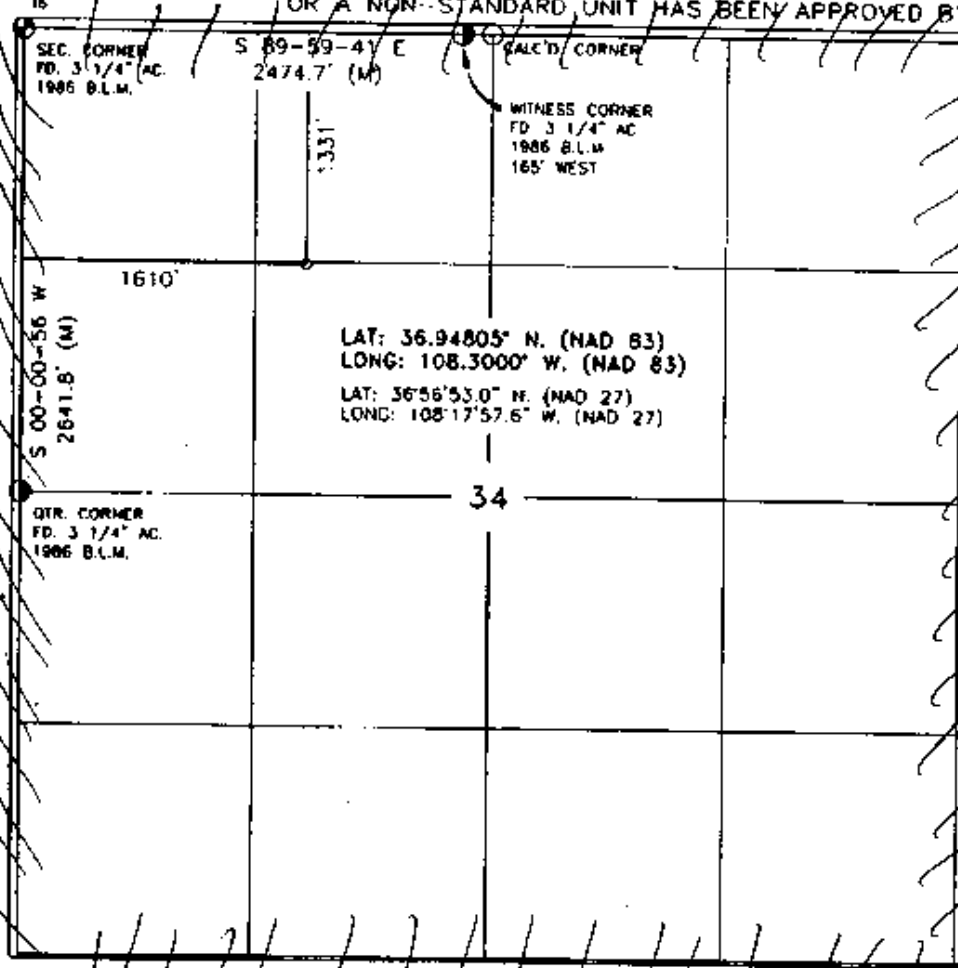 16
OR A NON--STANDARD UNIT HAS BEEN APPROVED B
SEC. CORNER
FD. 3 1/4" AC.
1986 B.L.M.
S 89-59-41 E
2474.7' (M)
CALC'D CORNER
WITNESS CORNER
FD 3 1/4" AC
1986 B.L.M
165' WEST
1331'
1610'
S 00-00-56 W
2641.8' (M)
LAT: 36.94805° N. (NAD 83)
LONG: 108.3000° W. (NAD 83)
LAT: 36°56'53.0" N. (NAD 27)
LONG: 108°17'57.6" W. (NAD 27)
34
QTR. CORNER
FD. 3 1/4" AC.
1986 B.L.M.